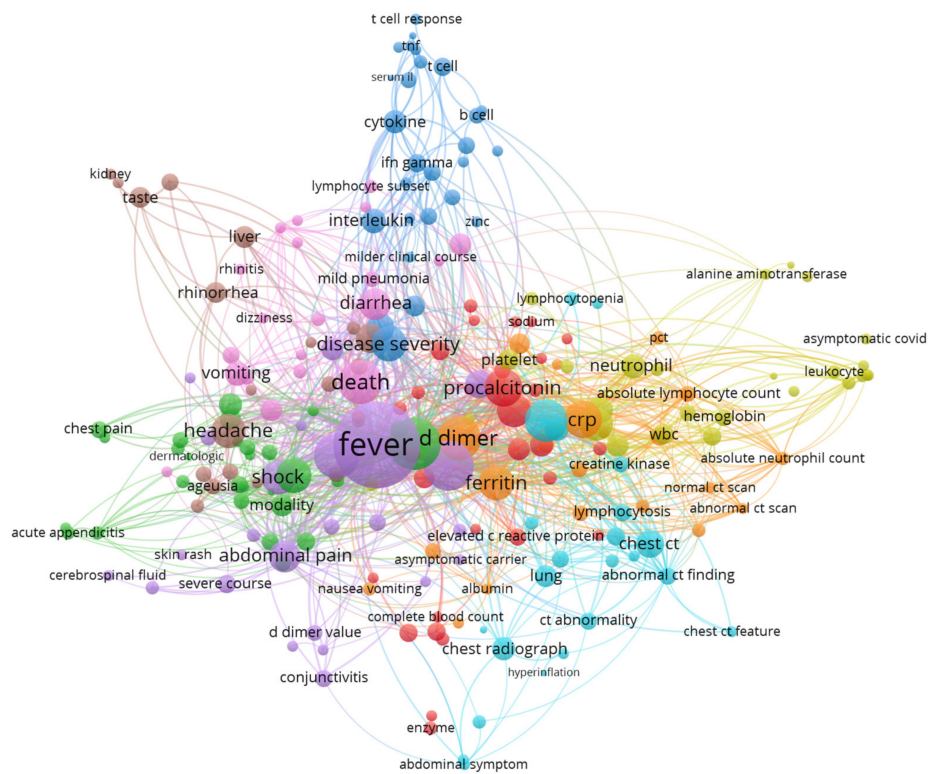 t cell response
tnf
t cell
serum il
b cell
cytokine
ifn gamma
kidney
lymphocyte subset
taste
interleukin
zinc
liver
milder clinical course
rhinitis
mild pneumonia
alanine aminotransferase
rhinorrhea
diarrhea
lymphocytopenia
dizziness
sodium
disease severity
pct
asymptomatic covid
platelet
neutrophil
vomiting
death
procalcitonin
leukocyte
absolute lymphocyte count
chest pain
headache
fever
d dimer
crp
hemoglobin
wbc
dermatologic
creatine kinase
absolute neutrophil count
ageusia
shock
ferritin
normal ct scan
modality
lymphocytosis
abnormal ct scan
acute appendicitis
elevated c reactive protein
chest ct
skin rash
abdominal pain
asymptomatic carrier
cerebrospinal fluid
severe course
lung
abnormal ct finding
nausea vomiting
albumin
complete blood count
ct abnormality
d dimer value
chest ct feature
chest radiograph
conjunctivitis
hyperinflation
enzyme
abdominal symptom